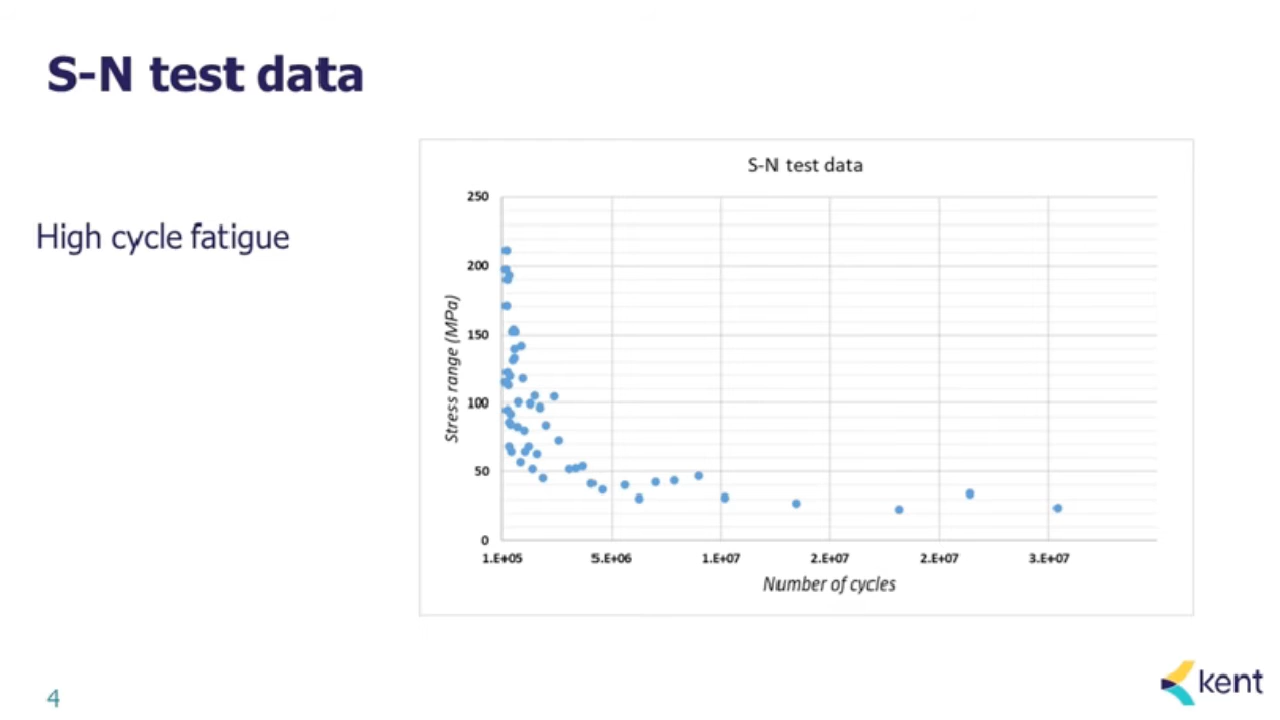 S-N test data
High cycle fatigue
S-N test data
250
200
150
100
50
0
Stress range (MPa)
1.E+05 5.E+06 1.E+07 2.E+07 2.E+07 3.E+07
Number of cycles
4
kent